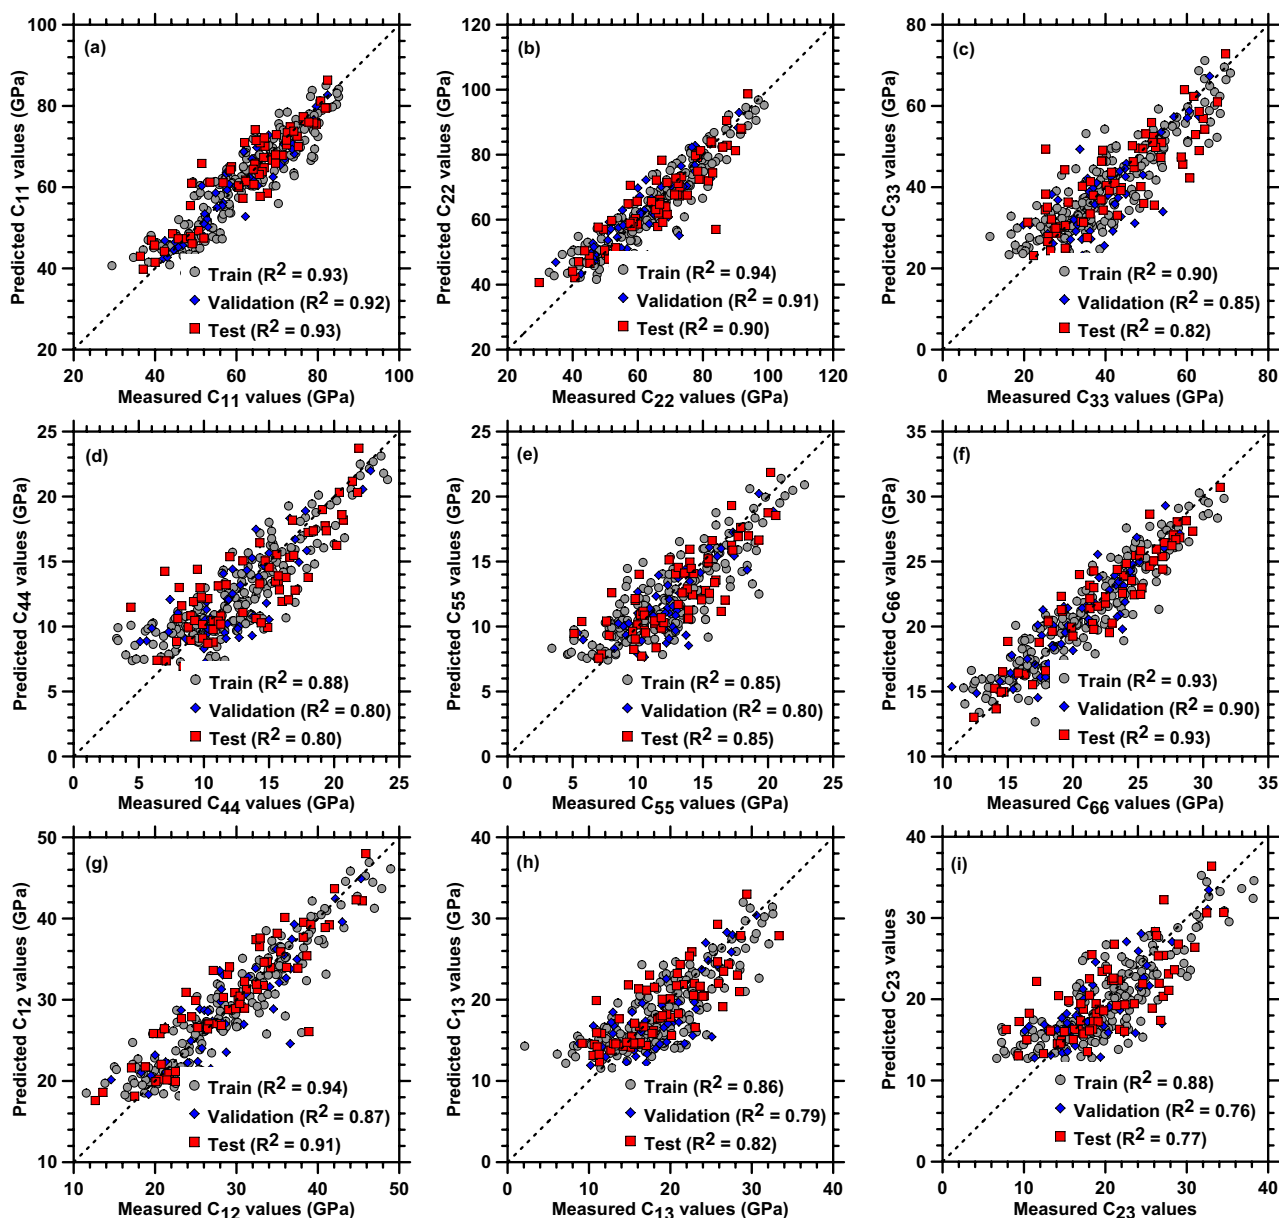 (a)
100
80
60
40
20
20 40 60 80 100
Predicted C11 values (GPa)
Measured C11 values (GPa)
Train (R2 = 0.93)
Validation (R2 = 0.92)
Test (R2 = 0.93)
(b)
120
100
80
60
40
20
20 40 60 80 100 120
Predicted C22 values (GPa)
Measured C22 values (GPa)
Train (R2 = 0.94)
Validation (R2 = 0.91)
Test (R2 = 0.90)
(c)
80
60
40
20
0
0 20 40 60 80
Predicted C33 values (GPa)
Measured C33 values (GPa)
Train (R2 = 0.90)
Validation (R2 = 0.85)
Test (R2 = 0.82)
(d)
25
20
15
10
5
0
0 5 10 15 20 25
Predicted C44 values (GPa)
Measured C44 values (GPa)
Train (R2 = 0.88)
Validation (R2 = 0.80)
Test (R2 = 0.80)
(e)
25
20
15
10
5
0
0 5 10 15 20 25
Predicted C55 values (GPa)
Measured C55 values (GPa)
Train (R2 = 0.85)
Validation (R2 = 0.80)
Test (R2 = 0.85)
(f)
35
30
25
20
15
10
10 15 20 25 30 35
Predicted C66 values (GPa)
Measured C66 values (GPa)
Train (R2 = 0.93)
Validation (R2 = 0.90)
Test (R2 = 0.93)
(g)
50
40
30
20
10
10 20 30 40 50
Predicted C12 values (GPa)
Measured C12 values (GPa)
Train (R2 = 0.94)
Validation (R2 = 0.87)
Test (R2 = 0.91)
(h)
40
30
20
10
0
0 10 20 30 40
Predicted C13 values (GPa)
Measured C13 values (GPa)
Train (R2 = 0.86)
Validation (R2 = 0.79)
Test (R2 = 0.82)
(i)
40
30
20
10
0
0 10 20 30 40
Predicted C23 values
Measured C23 values
Train (R2 = 0.88)
Validation (R2 = 0.76)
Test (R2 = 0.77)